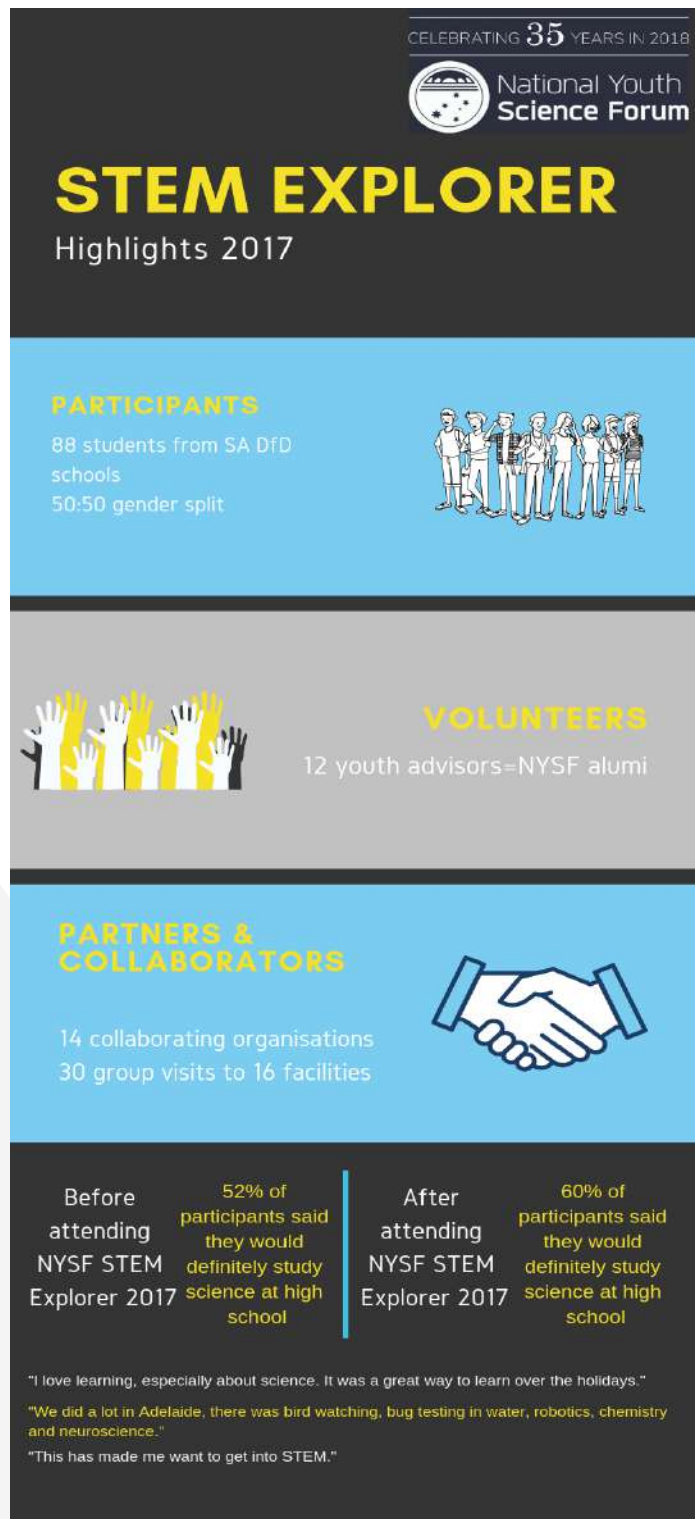 CELEBRATING 35 YEARS IN 2018
National Youth
Science Forum
STEM EXPLORER
Highlights 2017
PARTICIPANTS
88 students from SA DfD
schools
50:50 gender split
VOLUNTEERS
12 youth advisors=NYSF alumi
PARTNERS &
COLLABORATORS
14 collaborating organisations
30 group visits to 16 facilities
Before
attending
NYSF STEM
Explorer 2017
52% of
participants said
they would
definitely study
science at high
school
After
attending
NYSF STEM
Explorer 2017
60% of
participants said
they would
definitely study
science at high
school
"I love learning, especially about science. It was a great way to learn over the holidays."
"We did a lot in Adelaide, there was bird watching, bug testing in water, robotics, chemistry
and neuroscience."
"This has made me want to get into STEM."